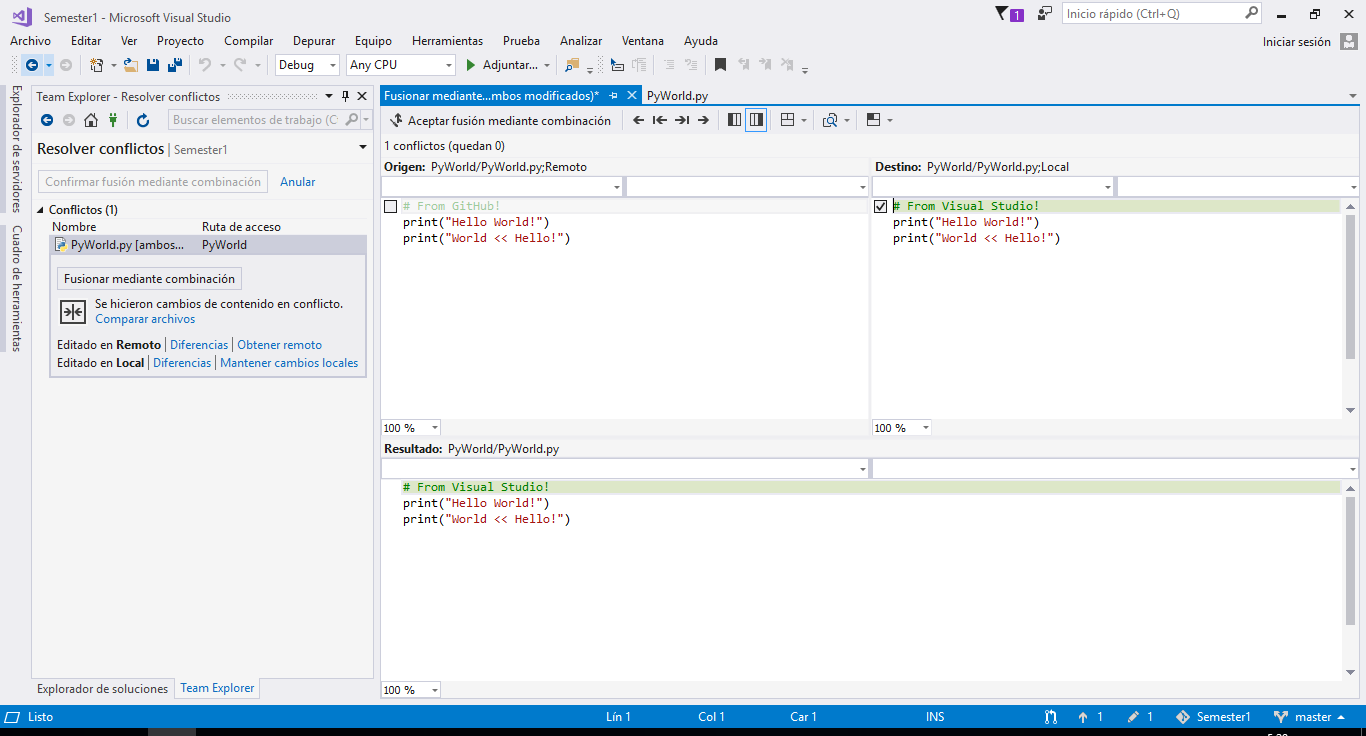 Semester1 - Microsoft Visual Studio
1
Inicio rápido (Ctrl+Q)
Archivo Editar Ver Proyecto Compilar Depurar Equipo Herramientas Prueba Analizar Ventana Ayuda
Iniciar sesión
Debug Any CPU Adjuntar...
Explorador de servidores
Cuadro de herramientas
Team Explorer - Resolver conflictos
Buscar elementos de trabajo (C
Resolver conflictos | Semester1
Confirmar fusión mediante combinación Anular
Conflictos (1)
Nombre Ruta de acceso
PyWorld.py [ambos... PyWorld
Fusionar mediante combinación
Se hicieron cambios de contenido en conflicto.
Comparar archivos
Editado en Remoto | Diferencias | Obtener remoto
Editado en Local | Diferencias | Mantener cambios locales
Explorador de soluciones Team Explorer
Fusionar mediante...mbos modificados)* PyWorld.py
Aceptar fusión mediante combinación
1 conflictos (quedan 0)
Origen: PyWorld/PyWorld.py;Remoto
# From GitHub!
print("Hello World!")
print("World << Hello!")
100 %
Destino: PyWorld/PyWorld.py;Local
# From Visual Studio!
print("Hello World!")
print("World << Hello!")
100 %
Resultado: PyWorld/PyWorld.py
# From Visual Studio!
print("Hello World!")
print("World << Hello!")
100 %
Listo Lín 1 Col 1 Car 1 INS 1 1 Semester1 master